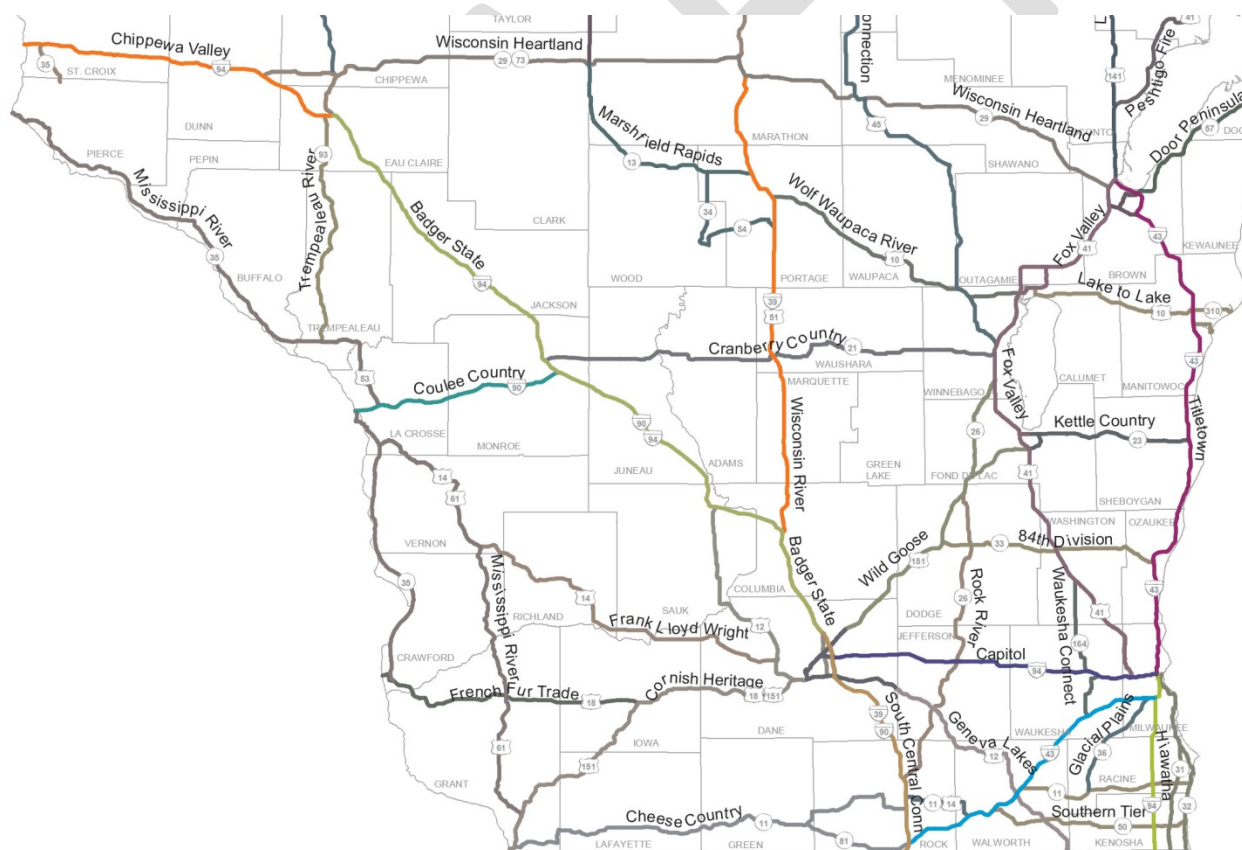 TAYLOR
41
Chippewa Valley
Wisconsin Heartland
Connection
35
94
29 73
141
Peshtigo Fire
ST. CROIX
CHIPPEWA
MENOMINEE
Wisconsin Heartland
Door Peninsula
DUNN
45
29
57
MARATHON
Marshfield Rapids
PIERCE
PEPIN
93
EAU CLAIRE
13
SHAWANO
Mississippi River
Trempealeau River
Badger State
CLARK
34
54
Wolf Waupaca River
Fox Valley
41
43
KEWAUNEE
35
BUFFALO
94
WOOD
PORTAGE
WAUPACA
10
OUTAGAMIE
BROWN
JACKSON
39
51
Lake to Lake
10
310
TREMPEALEAU
Cranberry Country
21
WAUSHARA
53
Coulee Country
90
MARQUETTE
WINNEBAGO
Fox Valley
CALUMET
MANITOWOC
43
LA CROSSE
MONROE
90
94
Wisconsin River
26
Kettle Country
23
Titletown
14
61
JUNEAU
ADAMS
GREEN
LAKE
FOND DU LAC
41
SHEBOYGAN
VERNON
WASHINGTON
OZAUKEE
Badger State
Wild Goose
151
33
84th Division
35
Mississippi River
14
RICHLAND
SAUK
COLUMBIA
12
DODGE
26
Rock River
Waukesha Connect
41
43
Frank Lloyd Wright
JEFFERSON
164
CRAWFORD
Capitol
94
French Fur Trade
18
Cornish Heritage
18 151
39
90
South Central Conn
Geneva Lakes
12
WAUKESHA
43
Glacial Plains
36
MILWAUKEE
Hiawatha
61
151
IOWA
DANE
31
GRANT
11
14
11
RACINE
94
32
Cheese Country
11
81
Southern Tier
50
LAFAYETTE
GREEN
ROCK
WALWORTH
KENOSHA